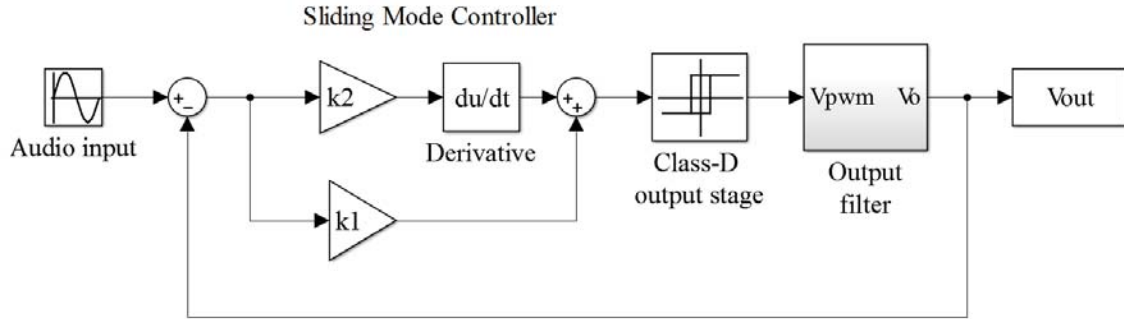 Sliding Mode Controller
Audio input
+
−
k2
du/dt
Derivative
+
+
k1
Class-D
output stage
Vpwm
Vo
Output
filter
Vout